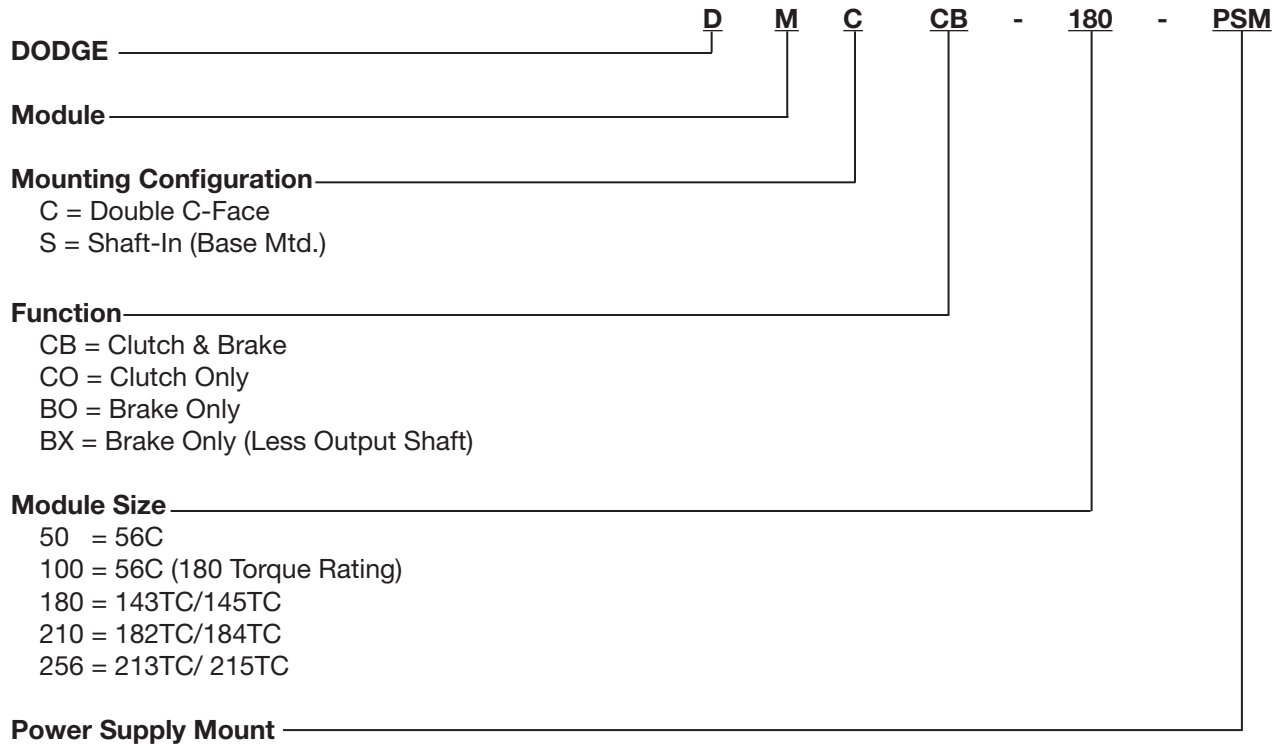 D M C CB - 180 - PSM
DODGE
Module
Mounting Configuration
C = Double C-Face
S = Shaft-In (Base Mtd.)
Function
CB = Clutch & Brake
CO = Clutch Only
BO = Brake Only
BX = Brake Only (Less Output Shaft)
Module Size
50 = 56C
100 = 56C (180 Torque Rating)
180 = 143TC/145TC
210 = 182TC/184TC
256 = 213TC/ 215TC
Power Supply Mount